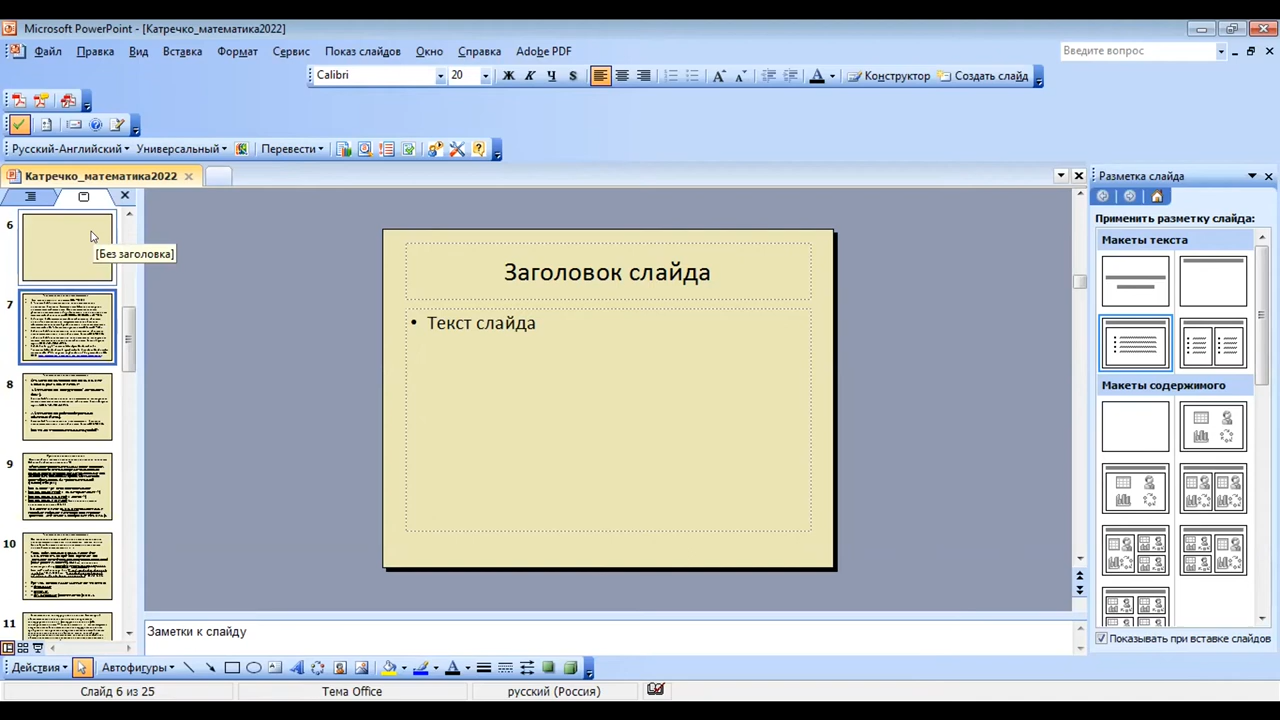 Microsoft PowerPoint - [Катречко_математика2022]
Файл Правка Вид Вставка Формат Сервис Показ слайдов Окно Справка Adobe PDF
Введите вопрос
Calibri 20 Ж К Ч S Конструктор Создать слайд
Русский-Английский Универсальный Перевести
Катречко_математика2022
Разметка слайда
Применить разметку слайда:
Макеты текста
6
[Без заголовка]
7
8
9
10
11
Заголовок слайда
• Текст слайда
Макеты содержимого
Заметки к слайду
Показывать при вставке слайдов
Действия Автофигуры
Слайд 6 из 25 Тема Office русский (Россия)